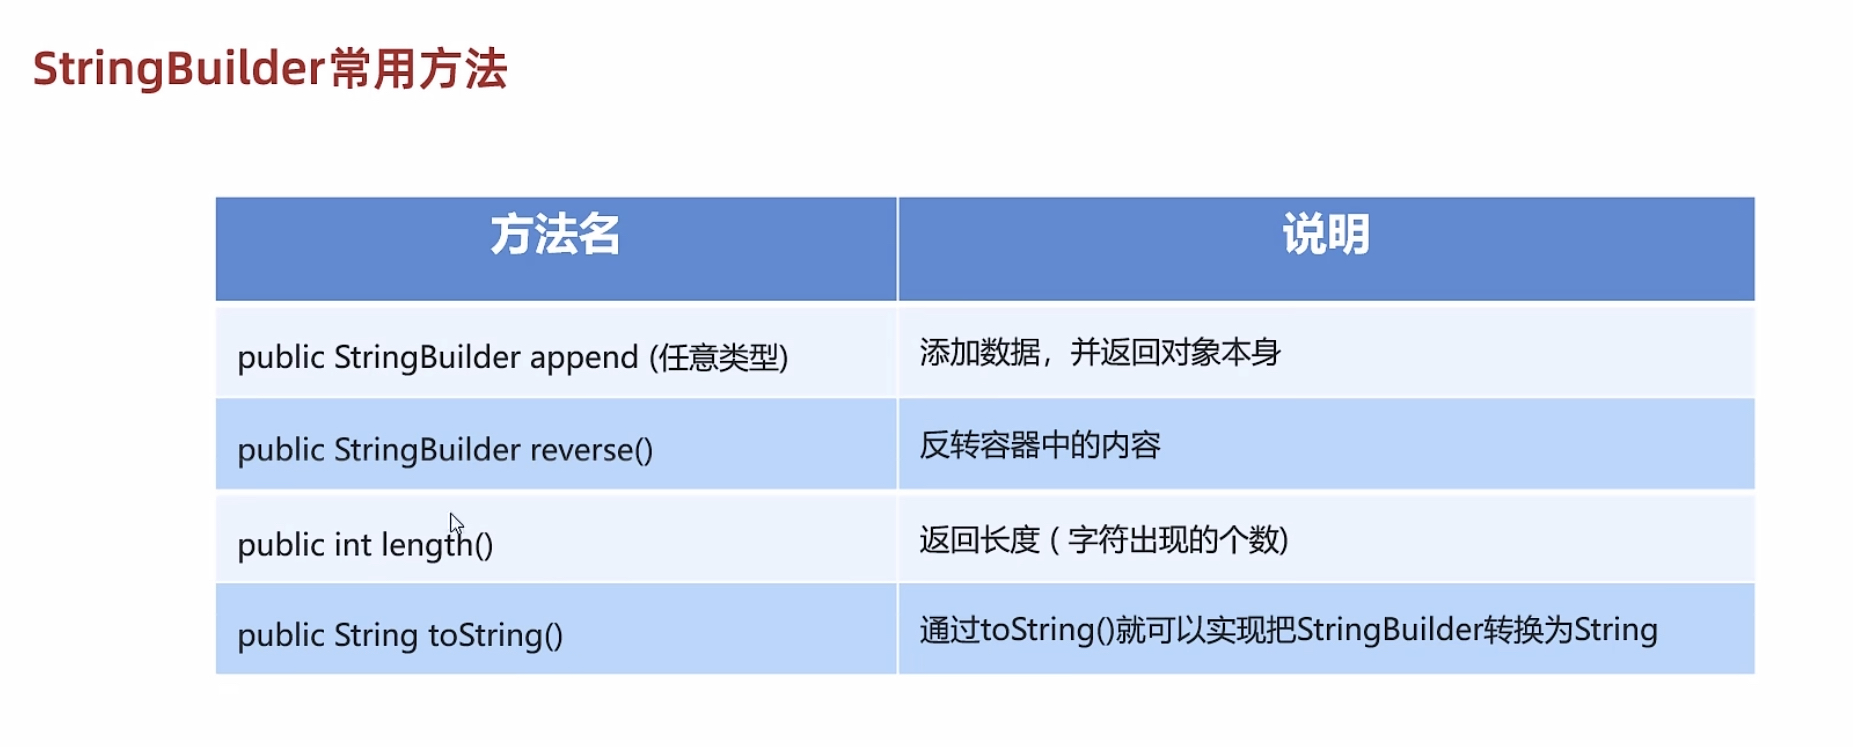 StringBuilder常用方法
方法名 说明
public StringBuilder append (任意类型) 添加数据，并返回对象本身
public StringBuilder reverse() 反转容器中的内容
public int length() 返回长度 ( 字符出现的个数)
public String toString() 通过toString()就可以实现把StringBuilder转换为String